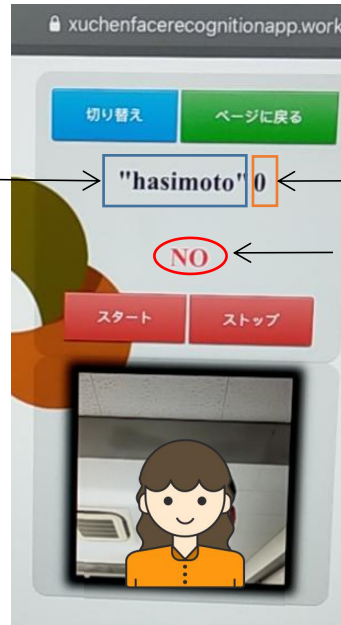 xuchenfacerecognitionapp.work
切り替え ページに戻る
"hasimoto" 0
NO
スタート ストップ